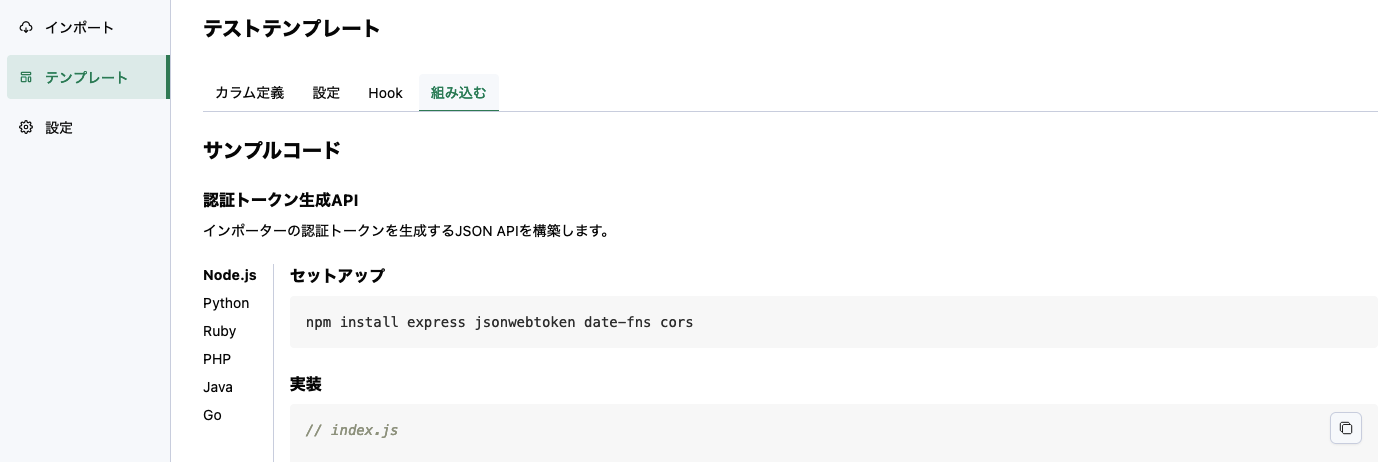 インポート
テンプレート
設定
テストテンプレート
カラム定義 設定 Hook 組み込む
サンプルコード
認証トークン生成API
インポーターの認証トークンを生成するJSON APIを構築します。
Node.js
Python
Ruby
PHP
Java
Go
セットアップ
npm install express jsonwebtoken date-fns cors
実装
// index.js